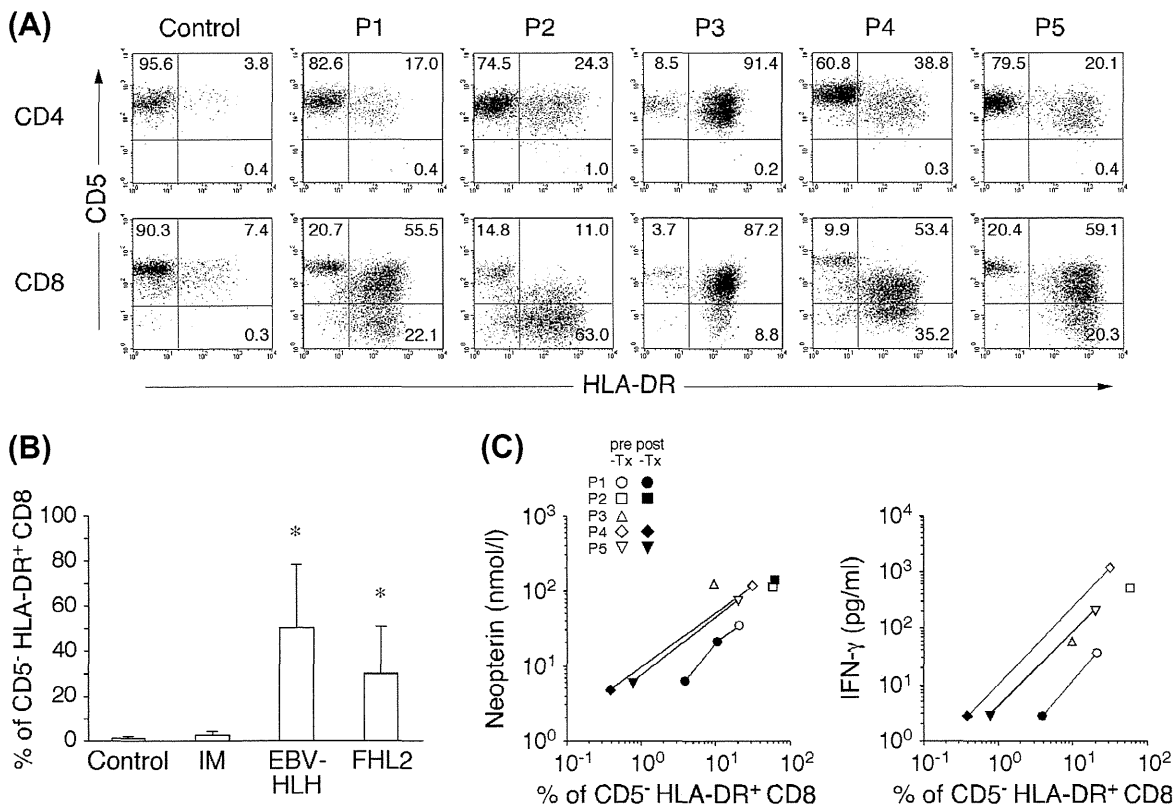 (A)
Control P1 P2 P3 P4 P5
CD4
95.6 3.8 82.6 17.0 74.5 24.3 8.5 91.4 60.8 38.8 79.5 20.1
0.4 0.4 1.0 0.2 0.3 0.4
CD5
CD8
90.3 7.4 20.7 55.5 14.8 11.0 3.7 87.2 9.9 53.4 20.4 59.1
0.3 22.1 63.0 8.8 35.2 20.3
HLA-DR
(B)
% of CD5⁻ HLA-DR⁺ CD8
100
80
60
40
20
0
* *
Control IM EBV-HLH FHL2
(C)
pre -Tx post -Tx
P1
P2
P3
P4
P5
Neopterin (nmol/l)
10³
10²
10¹
10⁰
10⁻¹ 10⁰ 10¹ 10²
% of CD5⁻ HLA-DR⁺ CD8
IFN-γ (pg/ml)
10⁴
10³
10²
10¹
10⁰
10⁻¹ 10⁰ 10¹ 10²
% of CD5⁻ HLA-DR⁺ CD8